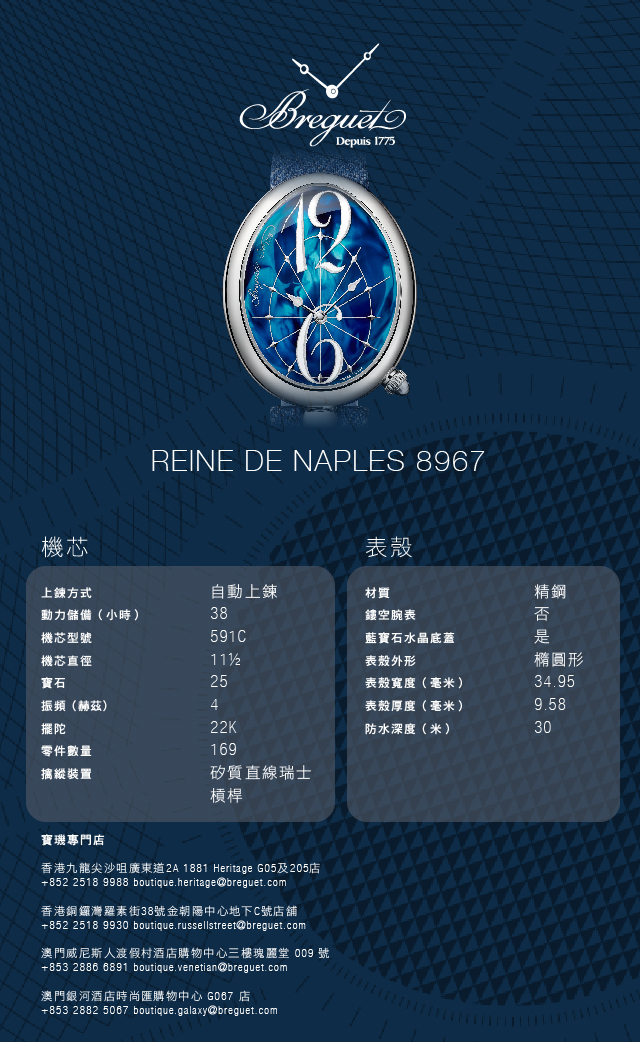 Breguet
Depuis 1775
12
6
REINE DE NAPLES 8967
機芯
上鍊方式 自動上鍊
動力儲備（小時） 38
機芯型號 591C
機芯直徑 11½
寶石 25
振頻（赫茲） 4
擺陀 22K
零件數量 169
擒縱裝置 矽質直線瑞士
槓桿
表殼
材質 精鋼
鏤空腕表 否
藍寶石水晶底蓋 是
表殼外形 橢圓形
表殼寬度（毫米） 34.95
表殼厚度（毫米） 9.58
防水深度（米） 30
寶璣專門店
香港九龍尖沙咀廣東道2A 1881 Heritage G05及205店
+852 2518 9988 boutique.heritage@breguet.com
香港銅鑼灣羅素街38號金朝陽中心地下C號店舖
+852 2518 9930 boutique.russellstreet@breguet.com
澳門威尼斯人渡假村酒店購物中心三樓瑰麗堂 009 號
+853 2886 6891 boutique.venetian@breguet.com
澳門銀河酒店時尚匯購物中心 G067 店
+853 2882 5067 boutique.galaxy@breguet.com